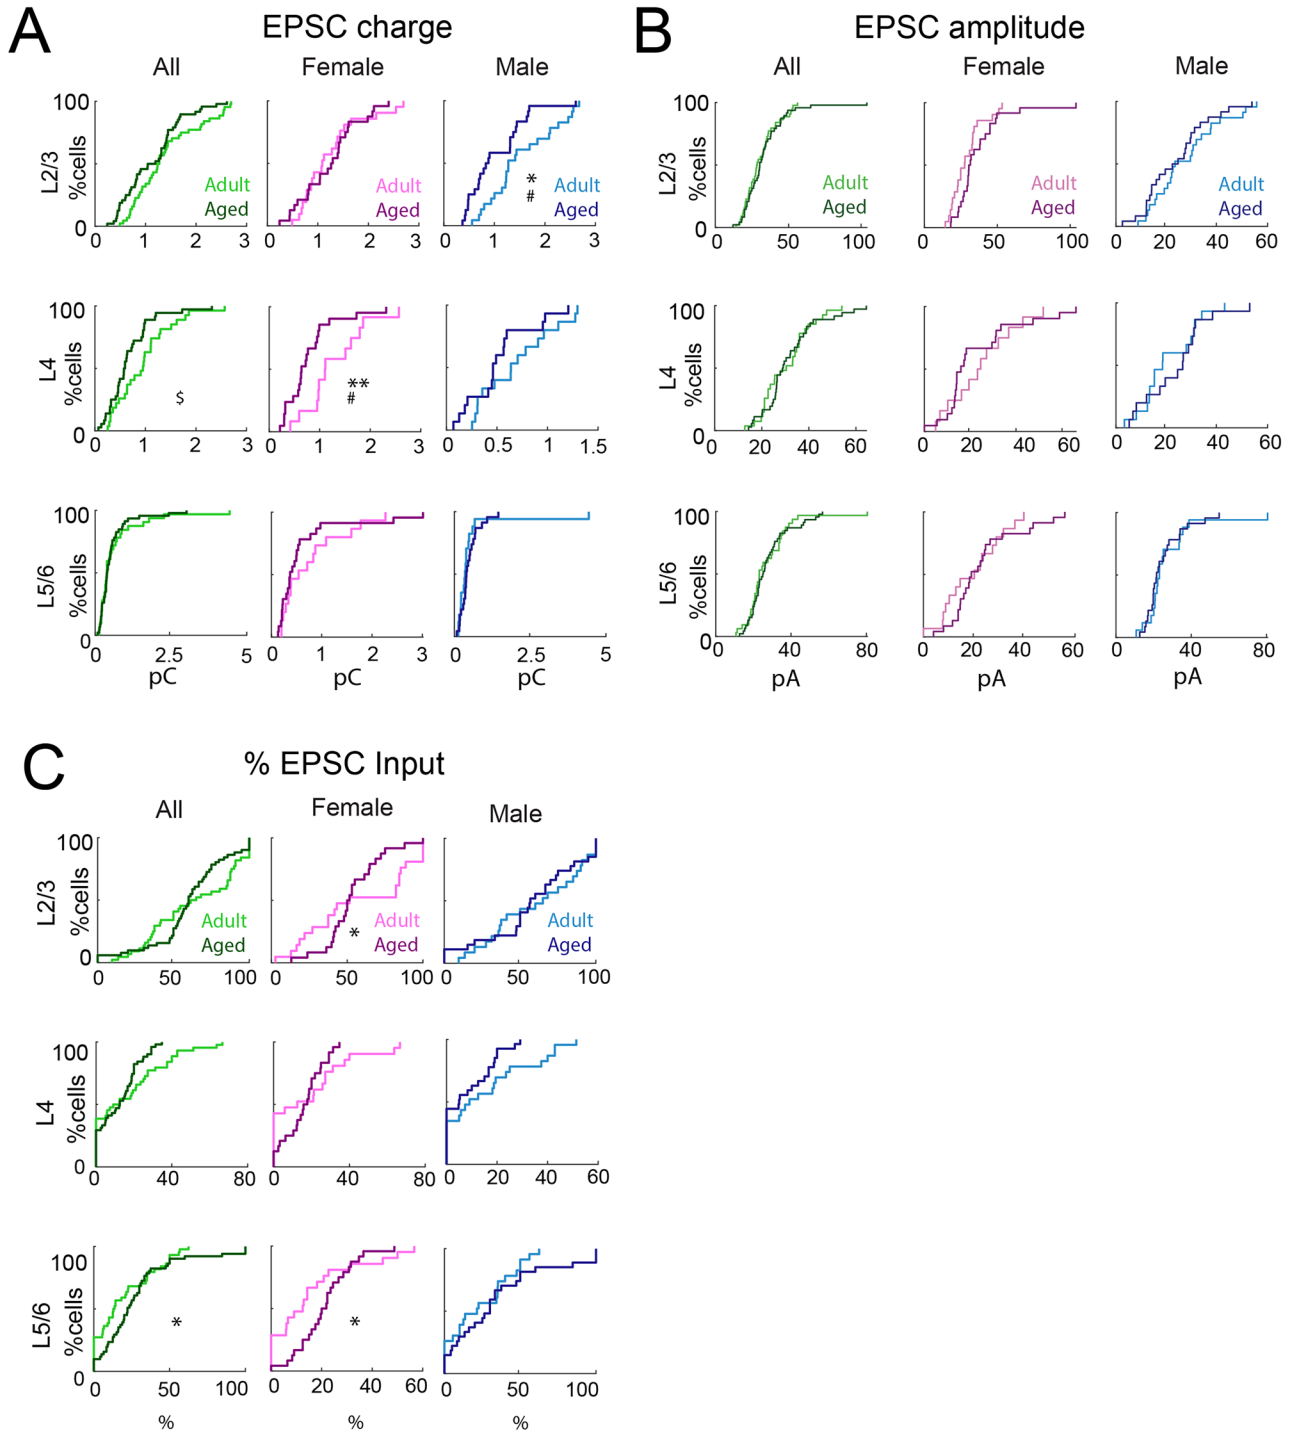 A
EPSC charge
All
Female
Male
100
L2/3
%cells
0
Adult
Aged
0 1 2 3
Adult
Aged
0 1 2 3
*
#
Adult
Aged
0 1 2 3
100
L4
%cells
0
$
0 1 2 3
**
#
0 1 2 3
0 0.5 1 1.5
100
L5/6
%cells
0
0 2.5 5
pC
0 1 2 3
pC
0 2.5 5
pC
B
EPSC amplitude
All
Female
Male
100
L2/3
%cells
0
Adult
Aged
0 50 100
Adult
Aged
0 50 100
Adult
Aged
0 20 40 60
100
L4
%cells
0
0 20 40 60
0 20 40 60
0 20 40 60
100
L5/6
%cells
0
0 40 80
pA
0 20 40 60
pA
0 40 80
pA
C
% EPSC Input
All
Female
Male
100
L2/3
%cells
0
Adult
Aged
0 50 100
*
Adult
Aged
0 50 100
Adult
Aged
0 50 100
100
L4
%cells
0
0 40 80
0 40 80
0 20 40 60
100
L5/6
%cells
0
*
0 50 100
%
*
0 20 40 60
%
0 50 100
%